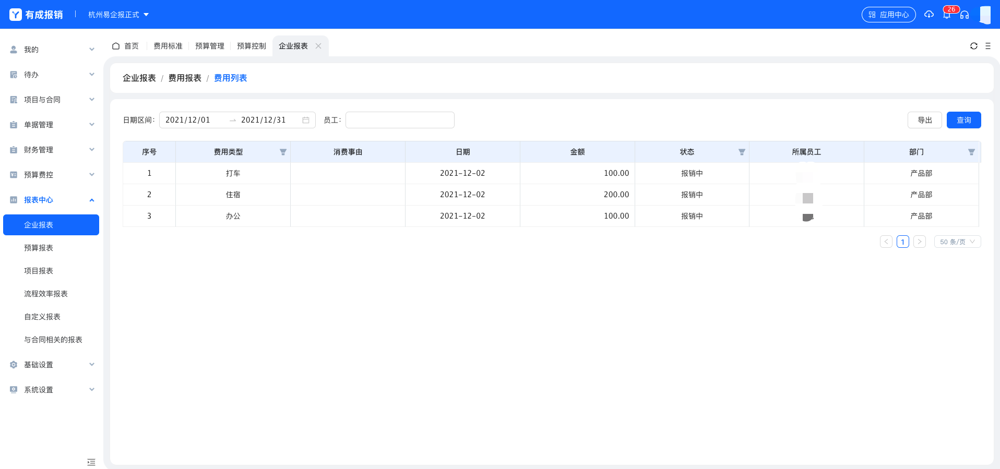 有成报销 杭州易企报正式 应用中心 26
首页 费用标准 预算管理 预算控制 企业报表
我的
待办
项目与合同
单据管理
财务管理
预算费控
报表中心
企业报表
预算报表
项目报表
流程效率报表
自定义报表
与合同相关的报表
基础设置
系统设置
企业报表 / 费用报表 / 费用列表
日期区间: 2021/12/01 → 2021/12/31 员工: 导出 查询
序号 费用类型 消费事由 日期 金额 状态 所属员工 部门
1 打车 2021-12-02 100.00 报销中 产品部
2 住宿 2021-12-02 200.00 报销中 产品部
3 办公 2021-12-02 100.00 报销中 产品部
1 50 条/页